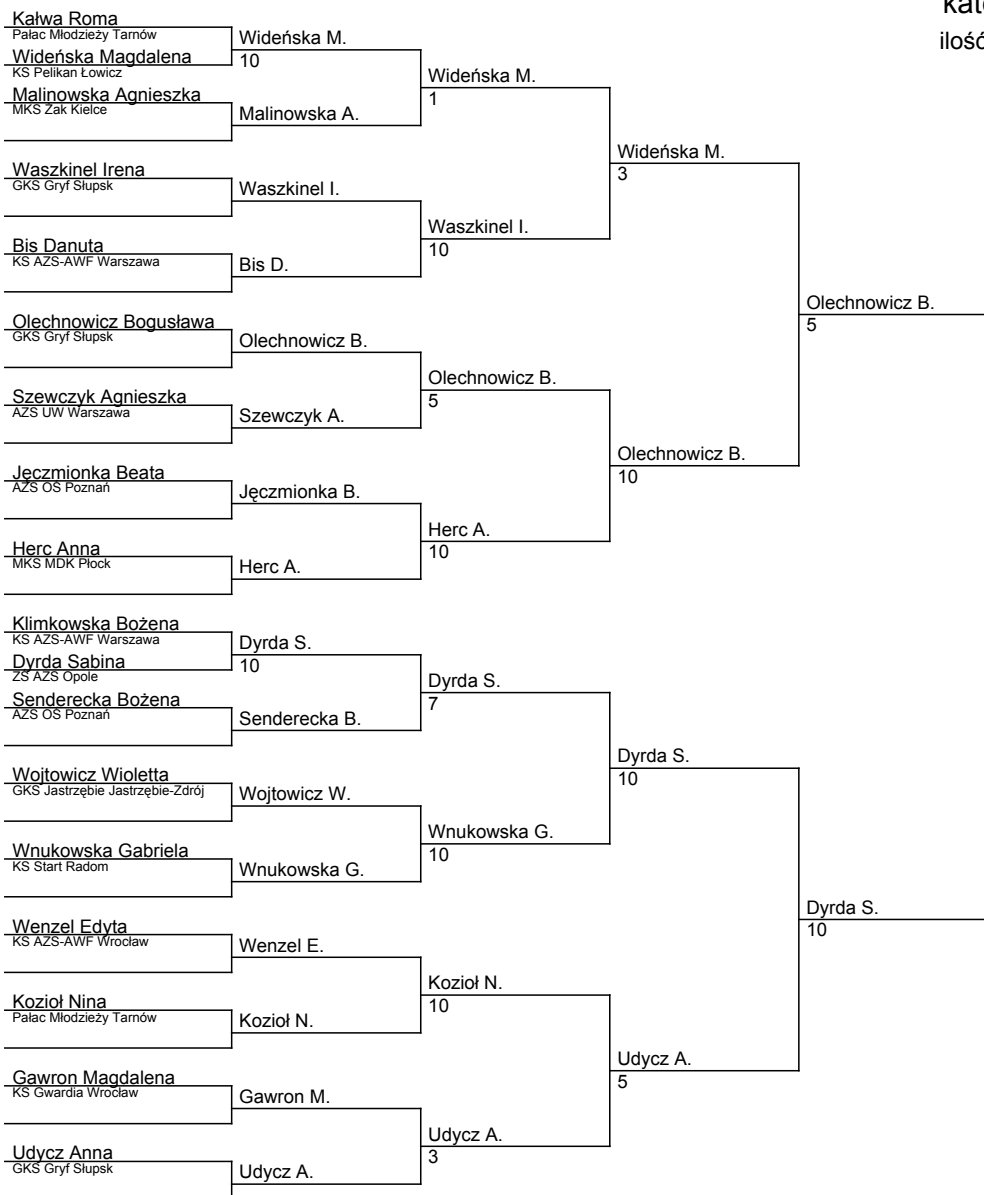 Kałwa Roma
Pałac Młodzieży Tarnów
Wideńska Magdalena
KS Pelikan Łowicz
Malinowska Agnieszka
MKS Żak Kielce
Waszkinel Irena
GKS Gryf Słupsk
Bis Danuta
KS AZS-AWF Warszawa
Olechnowicz Bogusława
GKS Gryf Słupsk
Szewczyk Agnieszka
AZS UW Warszawa
Jęczmionka Beata
AZS OŚ Poznań
Herc Anna
MKS MDK Płock
Klimkowska Bożena
KS AZS-AWF Warszawa
Dyrda Sabina
ZS AZS Opole
Senderecka Bożena
AZS OŚ Poznań
Wojtowicz Wioletta
GKS Jastrzębie Jastrzębie-Zdrój
Wnukowska Gabriela
KS Start Radom
Wenzel Edyta
KS AZS-AWF Wrocław
Kozioł Nina
Pałac Młodzieży Tarnów
Gawron Magdalena
KS Gwardia Wrocław
Udycz Anna
GKS Gryf Słupsk
Wideńska M.
10
Malinowska A.
Waszkinel I.
Bis D.
Olechnowicz B.
Szewczyk A.
Jęczmionka B.
Herc A.
Dyrda S.
10
Senderecka B.
Wojtowicz W.
Wnukowska G.
Wenzel E.
Kozioł N.
Gawron M.
Udycz A.
Wideńska M.
1
Waszkinel I.
10
Olechnowicz B.
5
Herc A.
10
Dyrda S.
7
Wnukowska G.
10
Kozioł N.
10
Udycz A.
3
Wideńska M.
3
Olechnowicz B.
10
Dyrda S.
10
Udycz A.
5
Olechnowicz B.
5
Dyrda S.
10